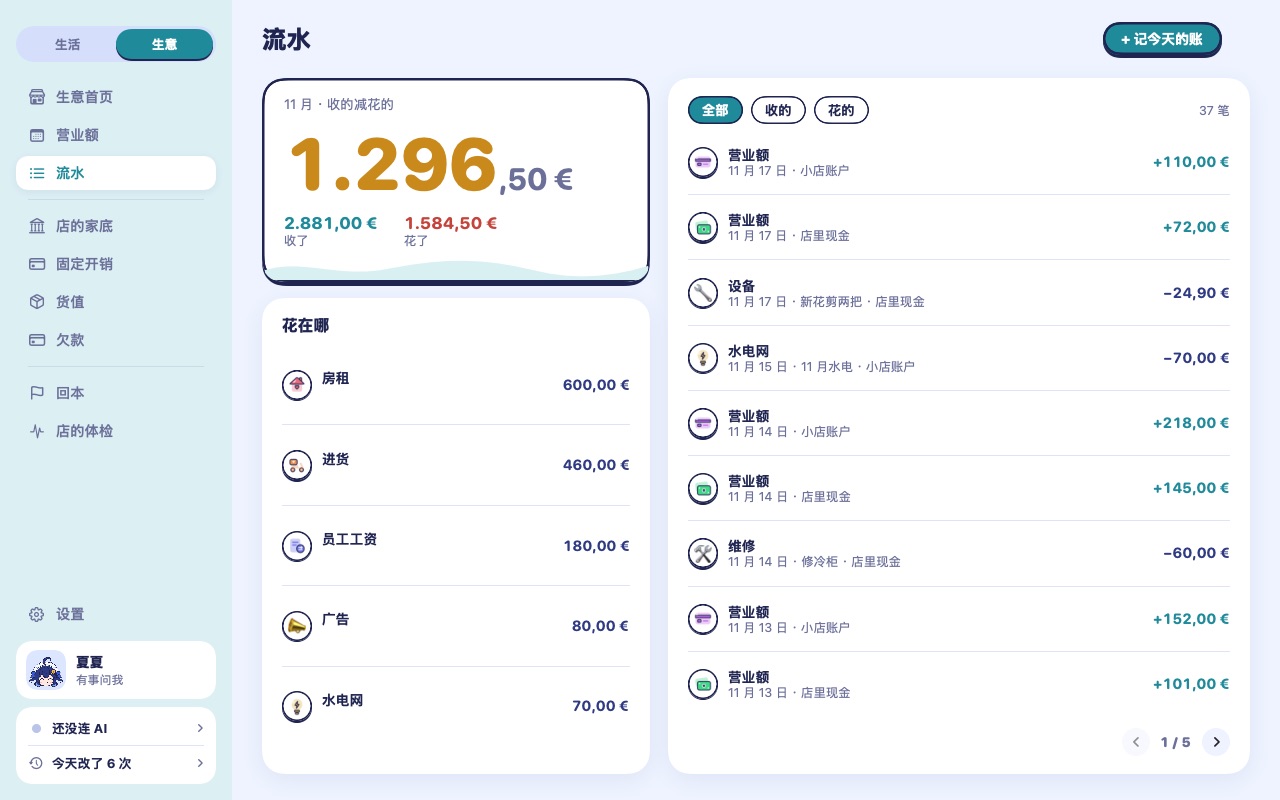 生活
生意
生意首页
营业额
流水
店的家底
固定开销
货值
欠款
回本
店的体检
设置
夏夏
有事问我
还没连 AI
今天改了 6 次
流水
+ 记今天的账
11 月 · 收的减花的
1.296,50 €
2.881,00 €
收了
1.584,50 €
花了
花在哪
房租
600,00 €
进货
460,00 €
员工工资
180,00 €
广告
80,00 €
水电网
70,00 €
全部
收的
花的
37 笔
营业额
11 月 17 日 · 小店账户
+110,00 €
营业额
11 月 17 日 · 店里现金
+72,00 €
设备
11 月 17 日 · 新花剪两把 · 店里现金
−24,90 €
水电网
11 月 15 日 · 11 月水电 · 小店账户
−70,00 €
营业额
11 月 14 日 · 小店账户
+218,00 €
营业额
11 月 14 日 · 店里现金
+145,00 €
维修
11 月 14 日 · 修冷柜 · 店里现金
−60,00 €
营业额
11 月 13 日 · 小店账户
+152,00 €
营业额
11 月 13 日 · 店里现金
+101,00 €
1 / 5